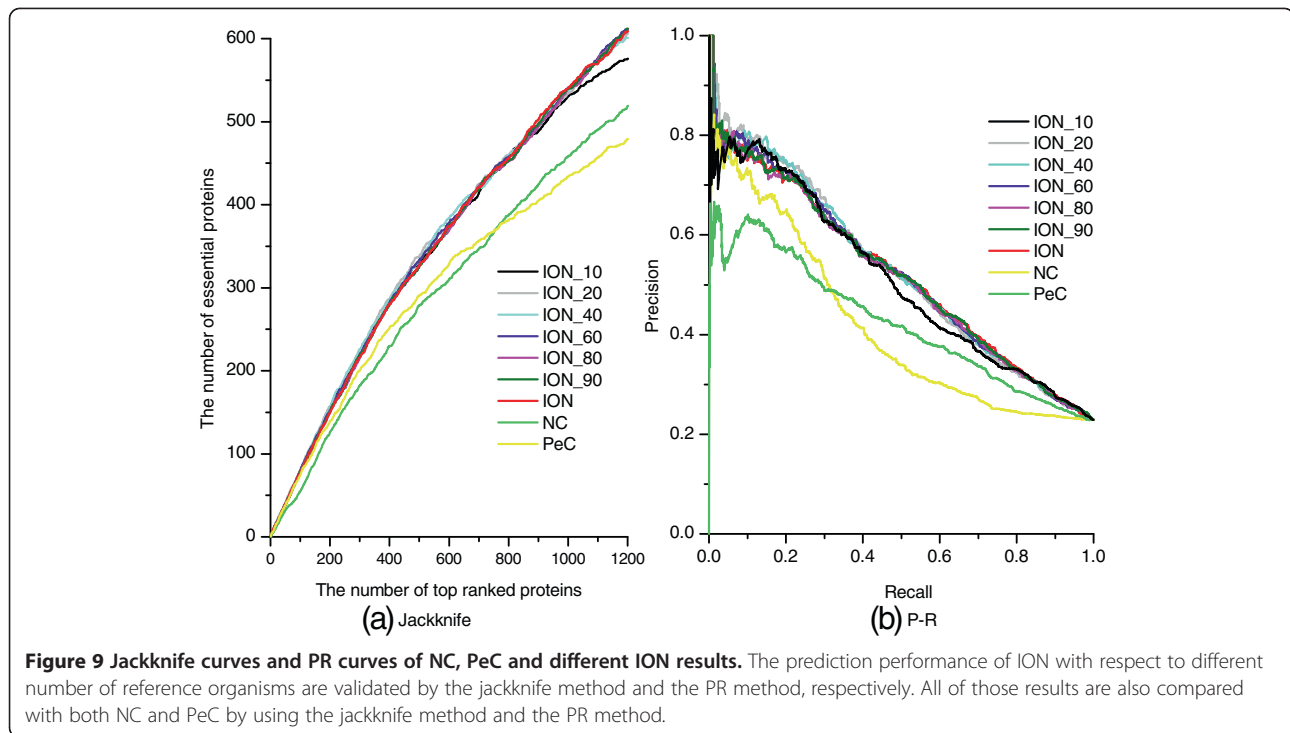 600
500
400
300
200
100
0
The number of essential proteins
0 200 400 600 800 1000 1200
The number of top ranked proteins
ION_10
ION_20
ION_40
ION_60
ION_80
ION_90
ION
NC
PeC
(a) Jackknife
1.0
0.8
0.6
0.4
0.2
0.0
Precision
0.0 0.2 0.4 0.6 0.8 1.0
Recall
ION_10
ION_20
ION_40
ION_60
ION_80
ION_90
ION
NC
PeC
(b) P-R
Figure 9 Jackknife curves and PR curves of NC, PeC and different ION results. The prediction performance of ION with respect to different
number of reference organisms are validated by the jackknife method and the PR method, respectively. All of those results are also compared
with both NC and PeC by using the jackknife method and the PR method.